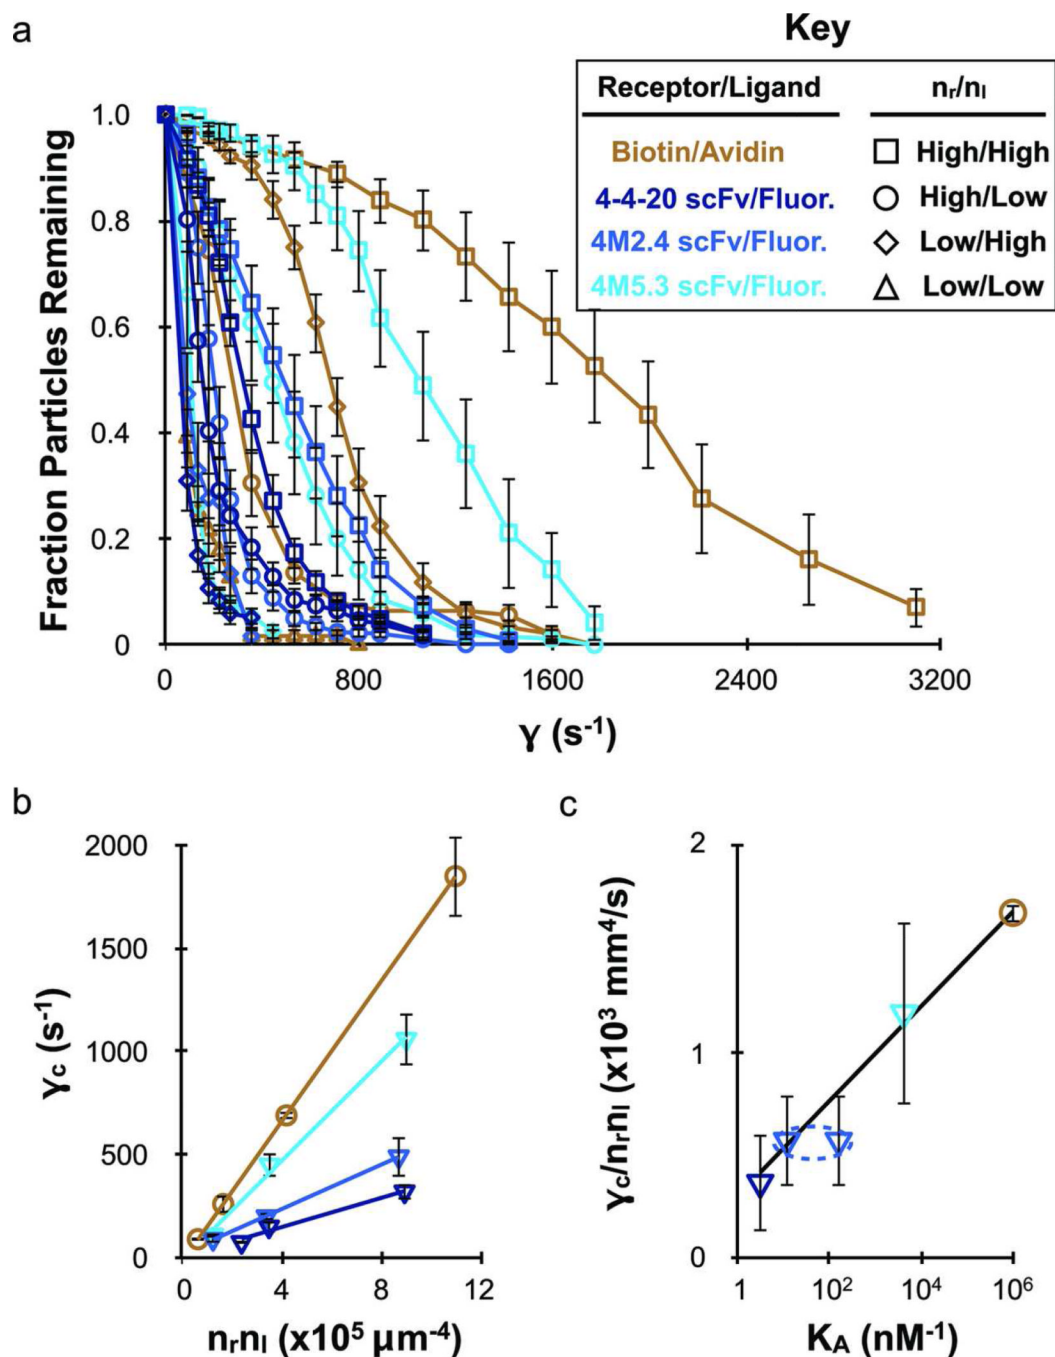 a
Key
Receptor/Ligand nᵣ/nₗ
Biotin/Avidin High/High
4-4-20 scFv/Fluor. High/Low
4M2.4 scFv/Fluor. Low/High
4M5.3 scFv/Fluor. Low/Low
Fraction Particles Remaining
1.0
0.8
0.6
0.4
0.2
0
0 800 1600 2400 3200
γ (s⁻¹)
b
γc (s⁻¹)
2000
1500
1000
500
0
0 4 8 12
nᵣnₗ (x10⁵ μm⁻⁴)
c
γc/nᵣnₗ (x10³ mm⁴/s)
2
1
0
1 10² 10⁴ 10⁶
K_A (nM⁻¹)